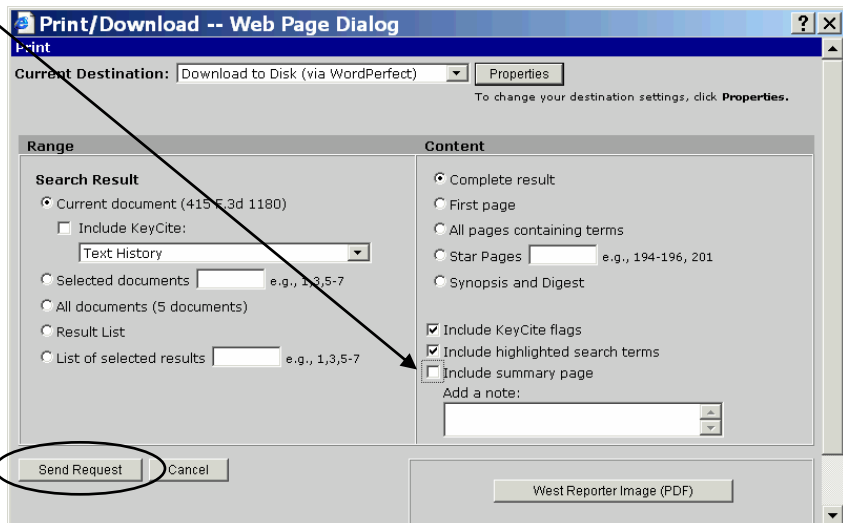 Print/Download -- Web Page Dialog
Print
Current Destination: Download to Disk (via WordPerfect) Properties
To change your destination settings, click Properties.
Range
Search Result
Current document (415 F.3d 1180)
Include KeyCite:
Text History
Selected documents e.g., 1,3,5-7
All documents (5 documents)
Result List
List of selected results e.g., 1,3,5-7
Content
Complete result
First page
All pages containing terms
Star Pages e.g., 194-196, 201
Synopsis and Digest
Include KeyCite flags
Include highlighted search terms
Include summary page
Add a note:
Send Request Cancel
West Reporter Image (PDF)